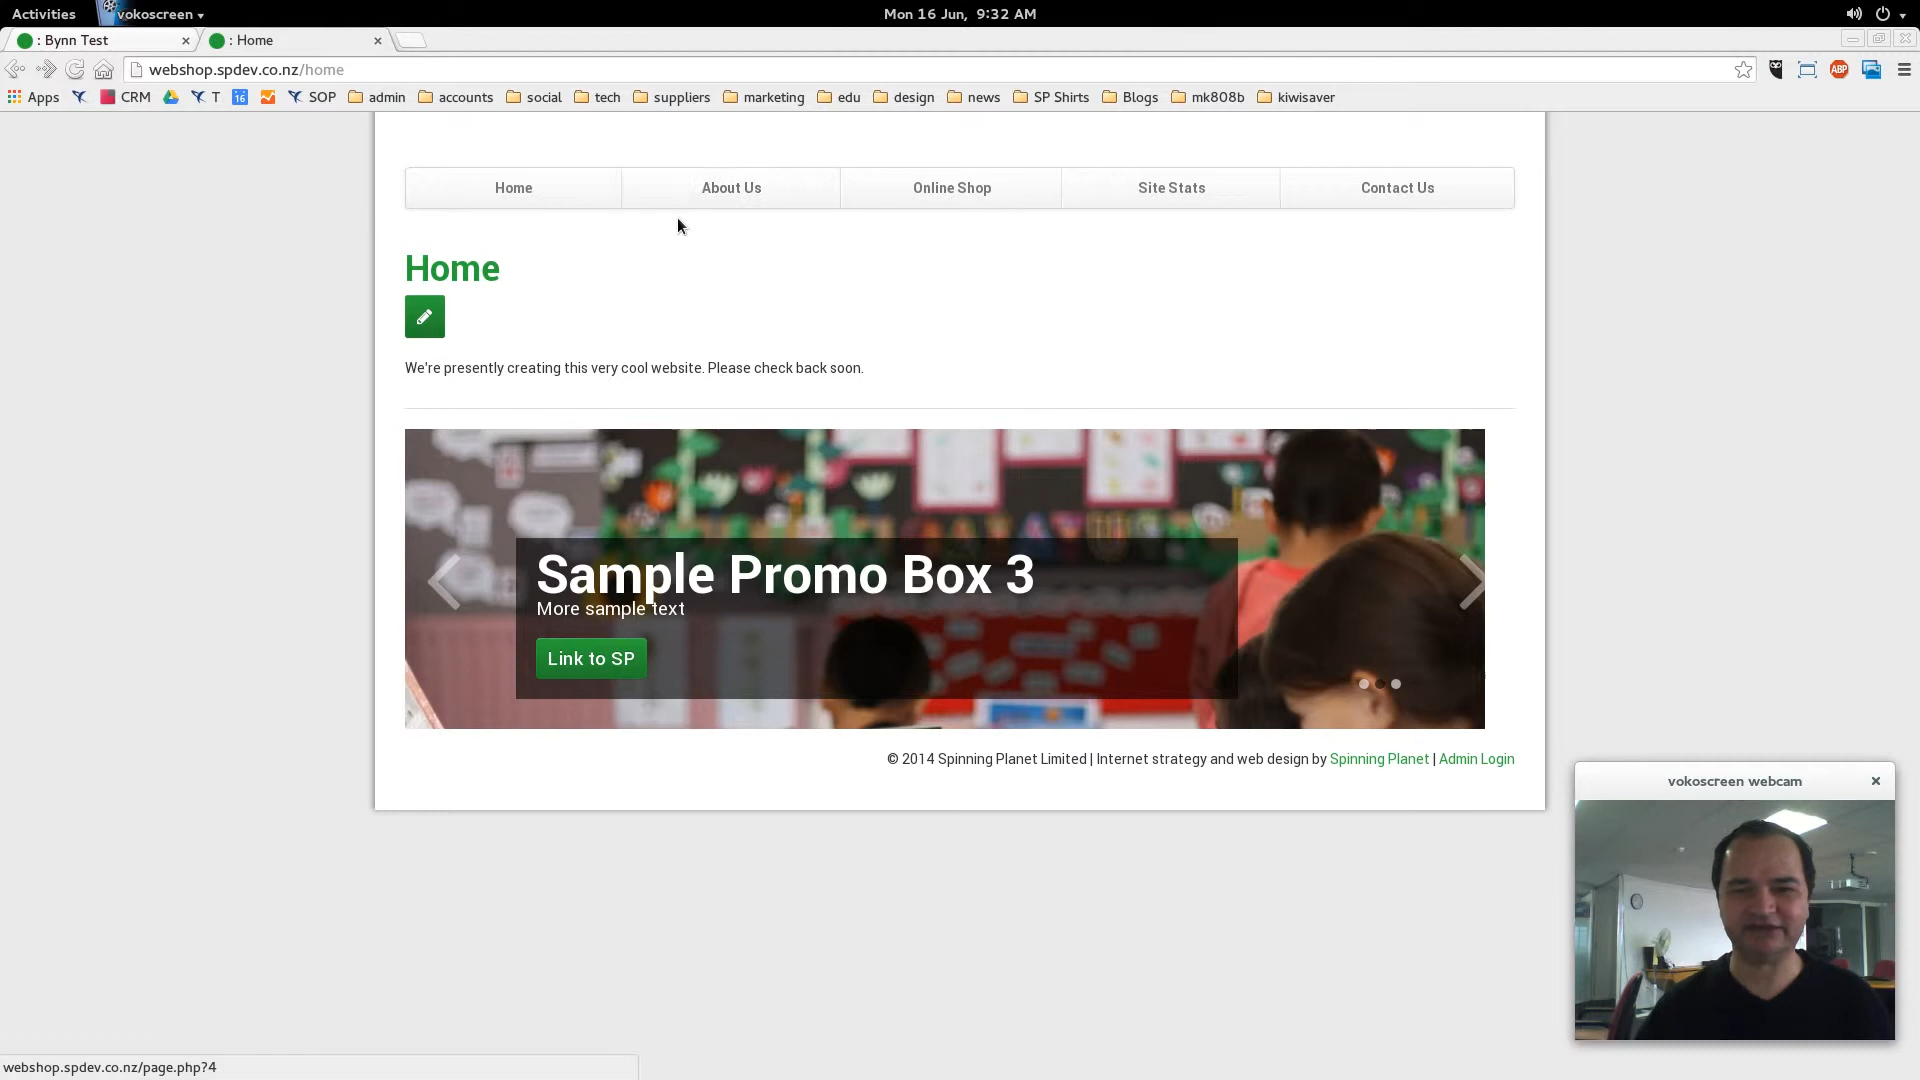 Activities vokoscreen Mon 16 Jun, 9:32 AM
: Bynn Test : Home
webshop.spdev.co.nz/home
Apps CRM T 16 SOP admin accounts social tech suppliers marketing edu design news SP Shirts Blogs mk808b kiwisaver
ABP
Home About Us Online Shop Site Stats Contact Us
Home
We're presently creating this very cool website. Please check back soon.
Sample Promo Box 3
More sample text
Link to SP
© 2014 Spinning Planet Limited | Internet strategy and web design by Spinning Planet | Admin Login
vokoscreen webcam
webshop.spdev.co.nz/page.php?4